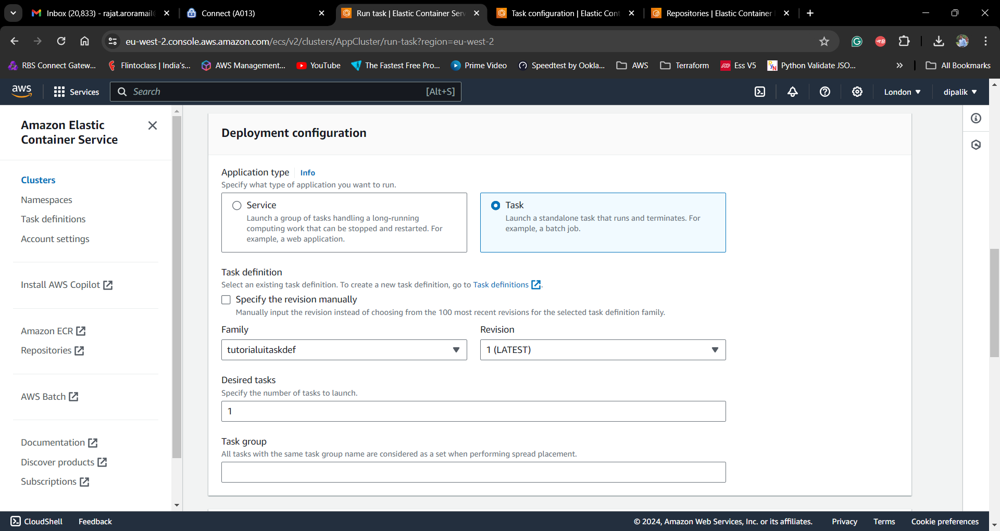 Inbox (20,833) - rajat.aroramail
Connect (A013)
Run task | Elastic Container Serv
Task configuration | Elastic Cont
Repositories | Elastic Container
eu-west-2.console.aws.amazon.com/ecs/v2/clusters/AppCluster/run-task?region=eu-west-2
RBS Connect Gatew...
Flintoclass | India's...
AWS Management...
YouTube
The Fastest Free Pro...
Prime Video
Speedtest by Ookla...
AWS
Terraform
Ess V5
Python Validate JSO...
All Bookmarks
aws
Services
Search
[Alt+S]
London
dipalik
Amazon Elastic
Container Service
Clusters
Namespaces
Task definitions
Account settings
Install AWS Copilot
Amazon ECR
Repositories
AWS Batch
Documentation
Discover products
Subscriptions
Deployment configuration
Application type
Info
Specify what type of application you want to run.
Service
Launch a group of tasks handling a long-running
computing work that can be stopped and restarted. For
example, a web application.
Task
Launch a standalone task that runs and terminates. For
example, a batch job.
Task definition
Select an existing task definition. To create a new task definition, go to Task definitions.
Specify the revision manually
Manually input the revision instead of choosing from the 100 most recent revisions for the selected task definition family.
Family
tutorialuitaskdef
Revision
1 (LATEST)
Desired tasks
Specify the number of tasks to launch.
1
Task group
All tasks with the same task group name are considered as a set when performing spread placement.
CloudShell
Feedback
© 2024, Amazon Web Services, Inc. or its affiliates.
Privacy
Terms
Cookie preferences